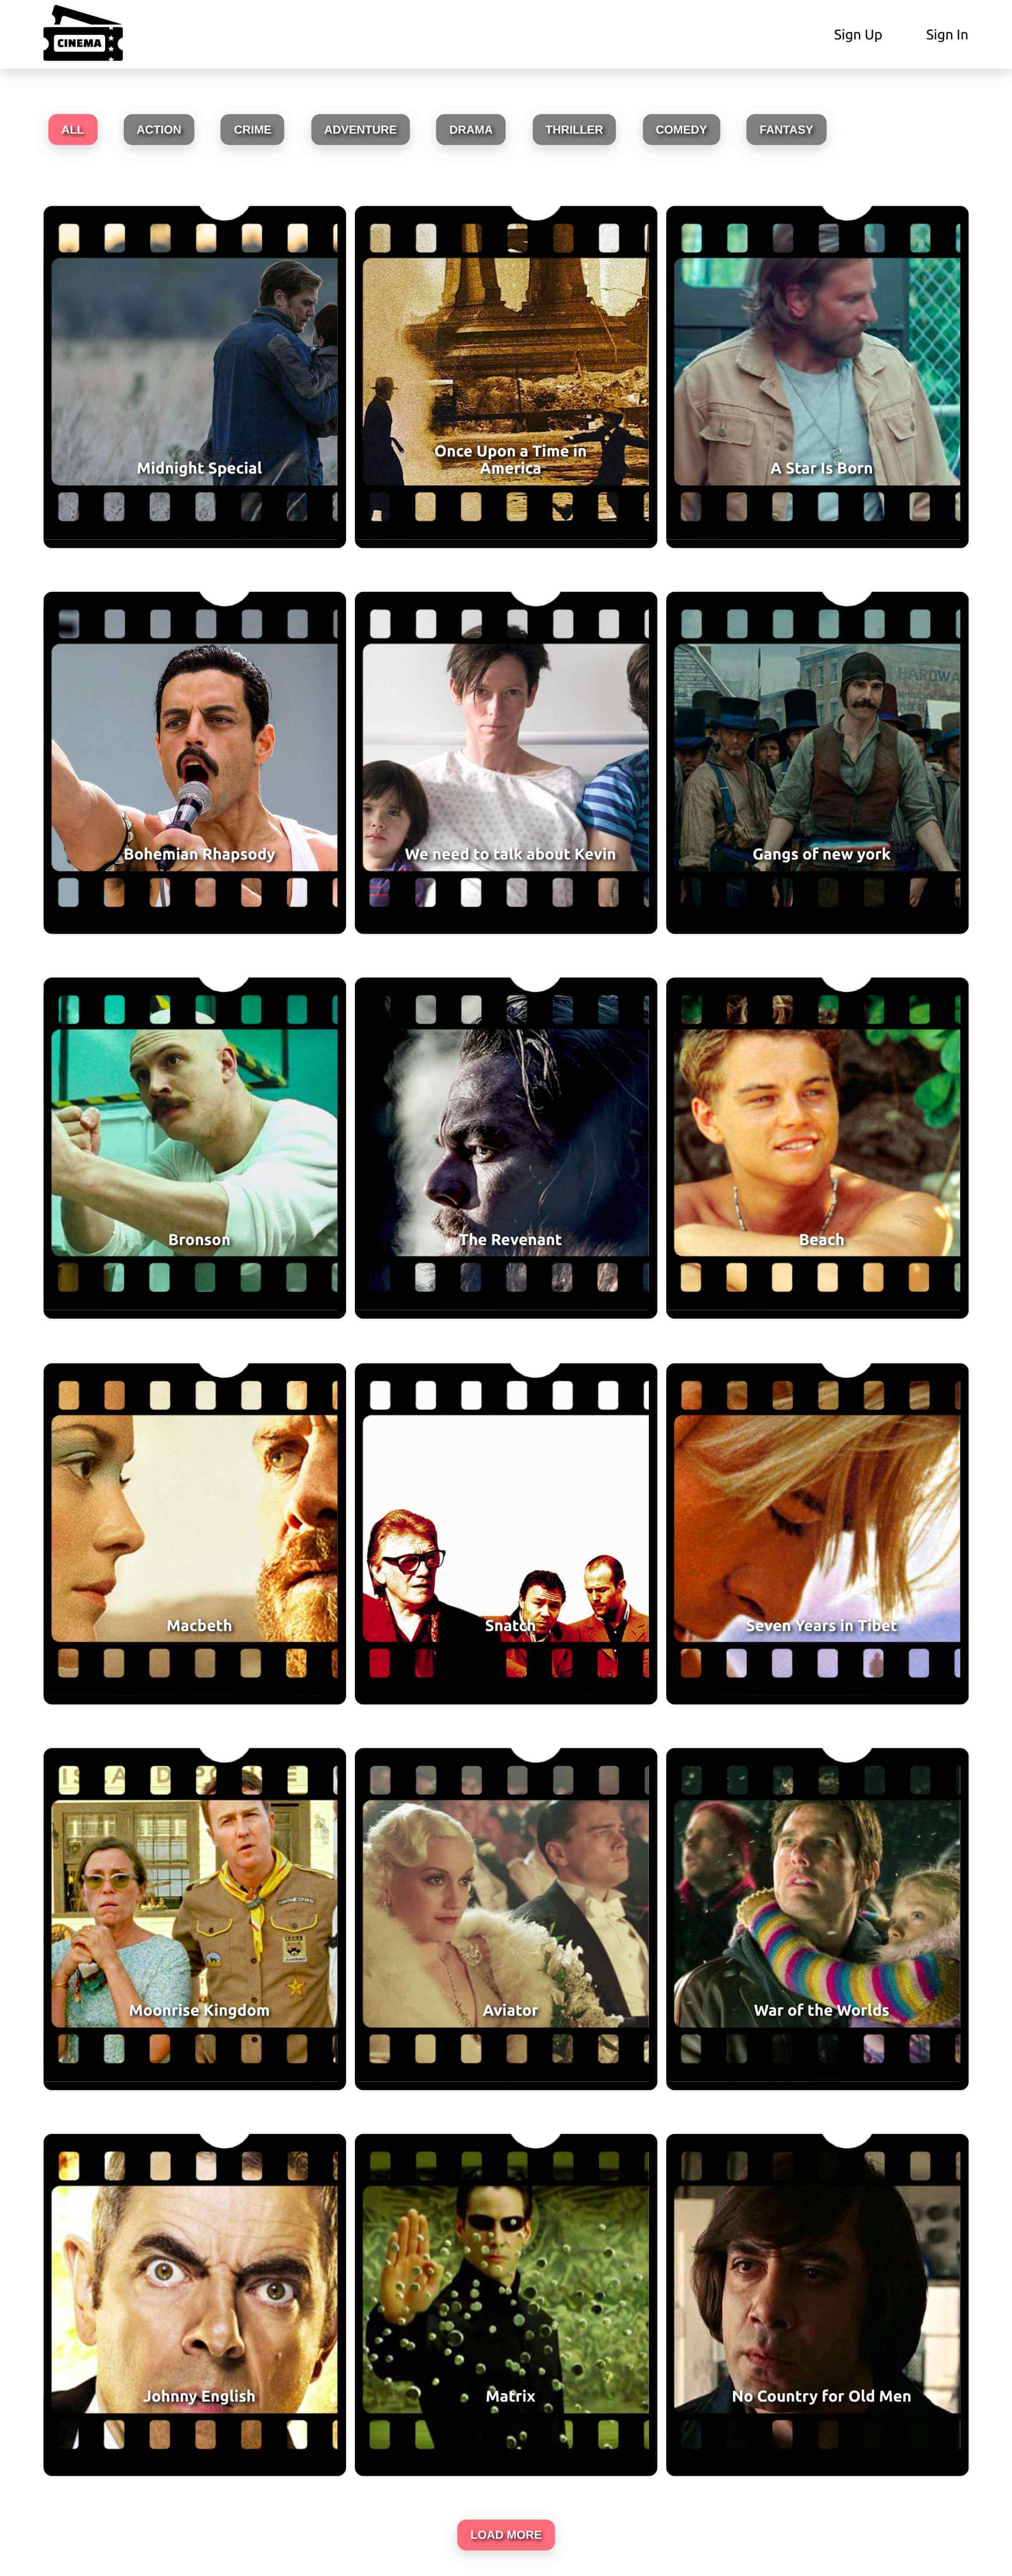 CINEMA
Sign Up
Sign In
ALL
ACTION
CRIME
ADVENTURE
DRAMA
THRILLER
COMEDY
FANTASY
Midnight Special
Once Upon a Time in
America
A Star Is Born
HARDWA
Bohemian Rhapsody
We need to talk about Kevin
Gangs of new york
Bronson
The Revenant
Beach
Macbeth
Snatch
Seven Years in Tibet
Moonrise Kingdom
Aviator
War of the Worlds
Johnny English
Matrix
No Country for Old Men
LOAD MORE